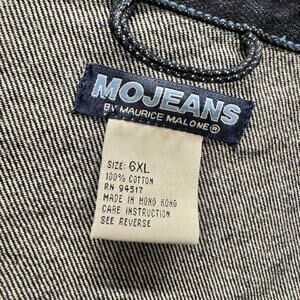 MOJEANS
BY MAURICE MALONE®
SIZE: 6XL
100% COTTON
RN 94517
MADE IN HONG KONG
CARE INSTRUCTION
SEE REVERSE